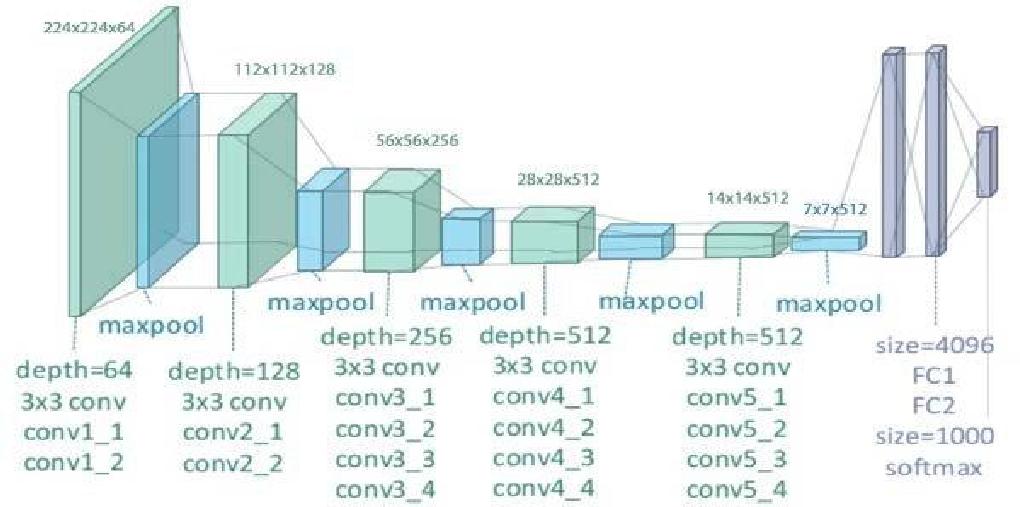 224x224x64
112x112x128
56x56x256
28x28x512
14x14x512
7x7x512
maxpool
maxpool
maxpool
maxpool
maxpool
depth=64
3x3 conv
conv1_1
conv1_2
depth=128
3x3 conv
conv2_1
conv2_2
depth=256
3x3 conv
conv3_1
conv3_2
conv3_3
conv3_4
depth=512
3x3 conv
conv4_1
conv4_2
conv4_3
conv4_4
depth=512
3x3 conv
conv5_1
conv5_2
conv5_3
conv5_4
size=4096
FC1
FC2
size=1000
softmax